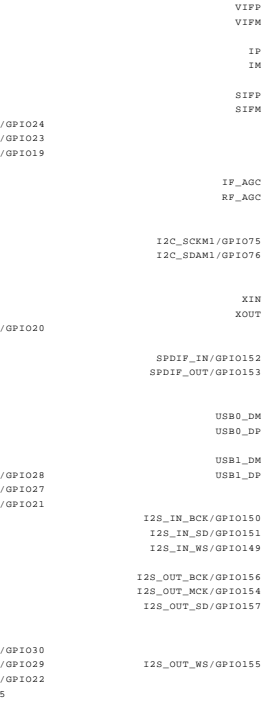 VIFP
VIFM
IP
IM
SIFP
SIFM
/GPIO24
/GPIO23
/GPIO19
IF_AGC
RF_AGC
I2C_SCKM1/GPIO75
I2C_SDAM1/GPIO76
XIN
XOUT
/GPIO20
SPDIF_IN/GPIO152
SPDIF_OUT/GPIO153
USB0_DM
USB0_DP
USB1_DM
/GPIO28 USB1_DP
/GPIO27
/GPIO21
I2S_IN_BCK/GPIO150
I2S_IN_SD/GPIO151
I2S_IN_WS/GPIO149
I2S_OUT_BCK/GPIO156
I2S_OUT_MCK/GPIO154
I2S_OUT_SD/GPIO157
/GPIO30
/GPIO29 I2S_OUT_WS/GPIO155
/GPIO22
5